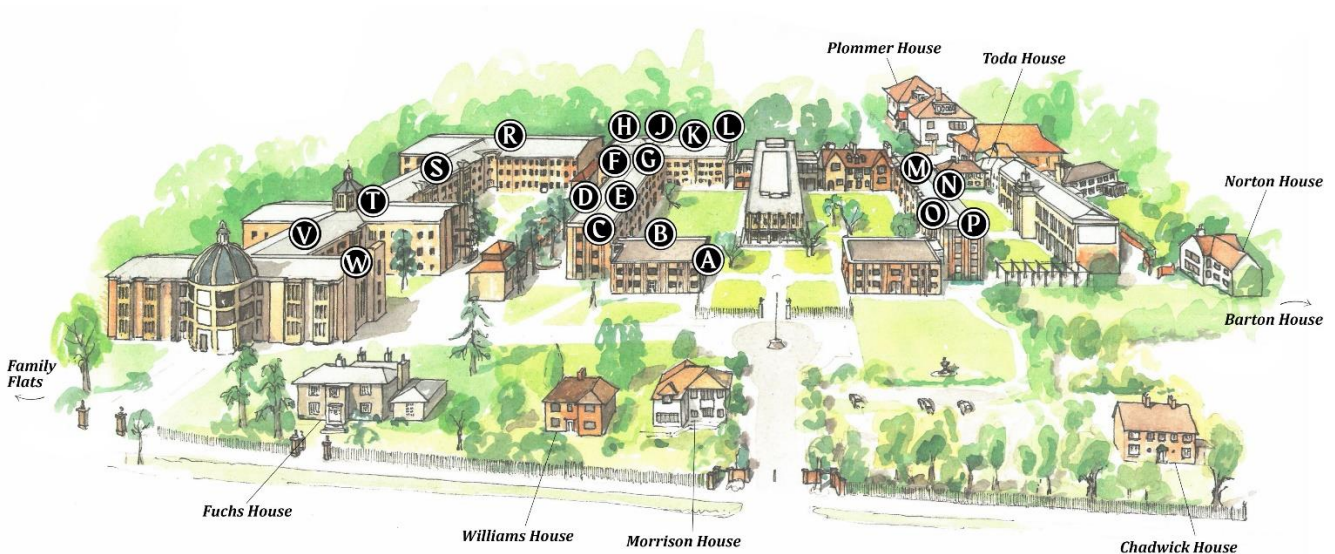 Plommer House
Toda House
H J K L
R
F G
S
M
N
D E
T
Norton House
O P
C B
V
A
W
Barton House
Family
Flats
Fuchs House
Williams House
Morrison House
Chadwick House